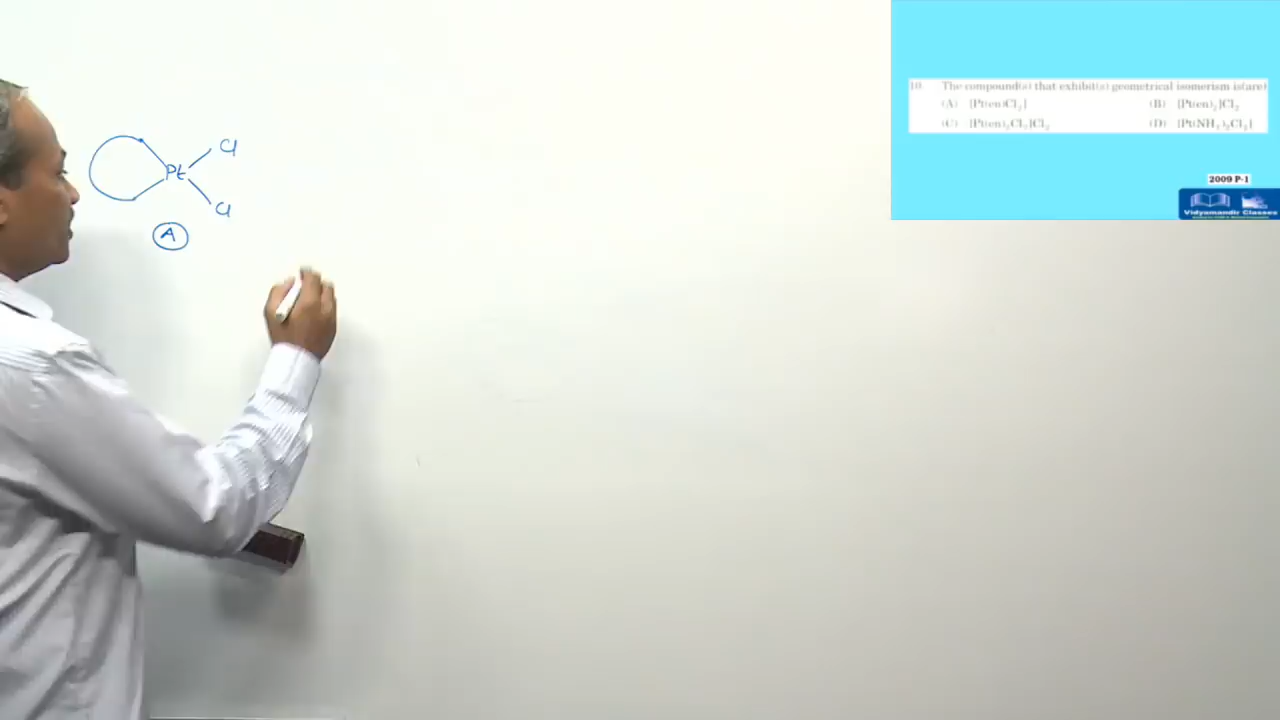 Cl
Pt
Cl
A
10. The compound(s) that exhibit(s) geometrical isomerism is(are)
(A) [Pt(en)Cl2] (B) [Pt(en)2]Cl2
(C) [Pt(en)2Cl2]Cl2 (D) [Pt(NH3)2Cl2]
2009 P-1
Vidyamandir Classes